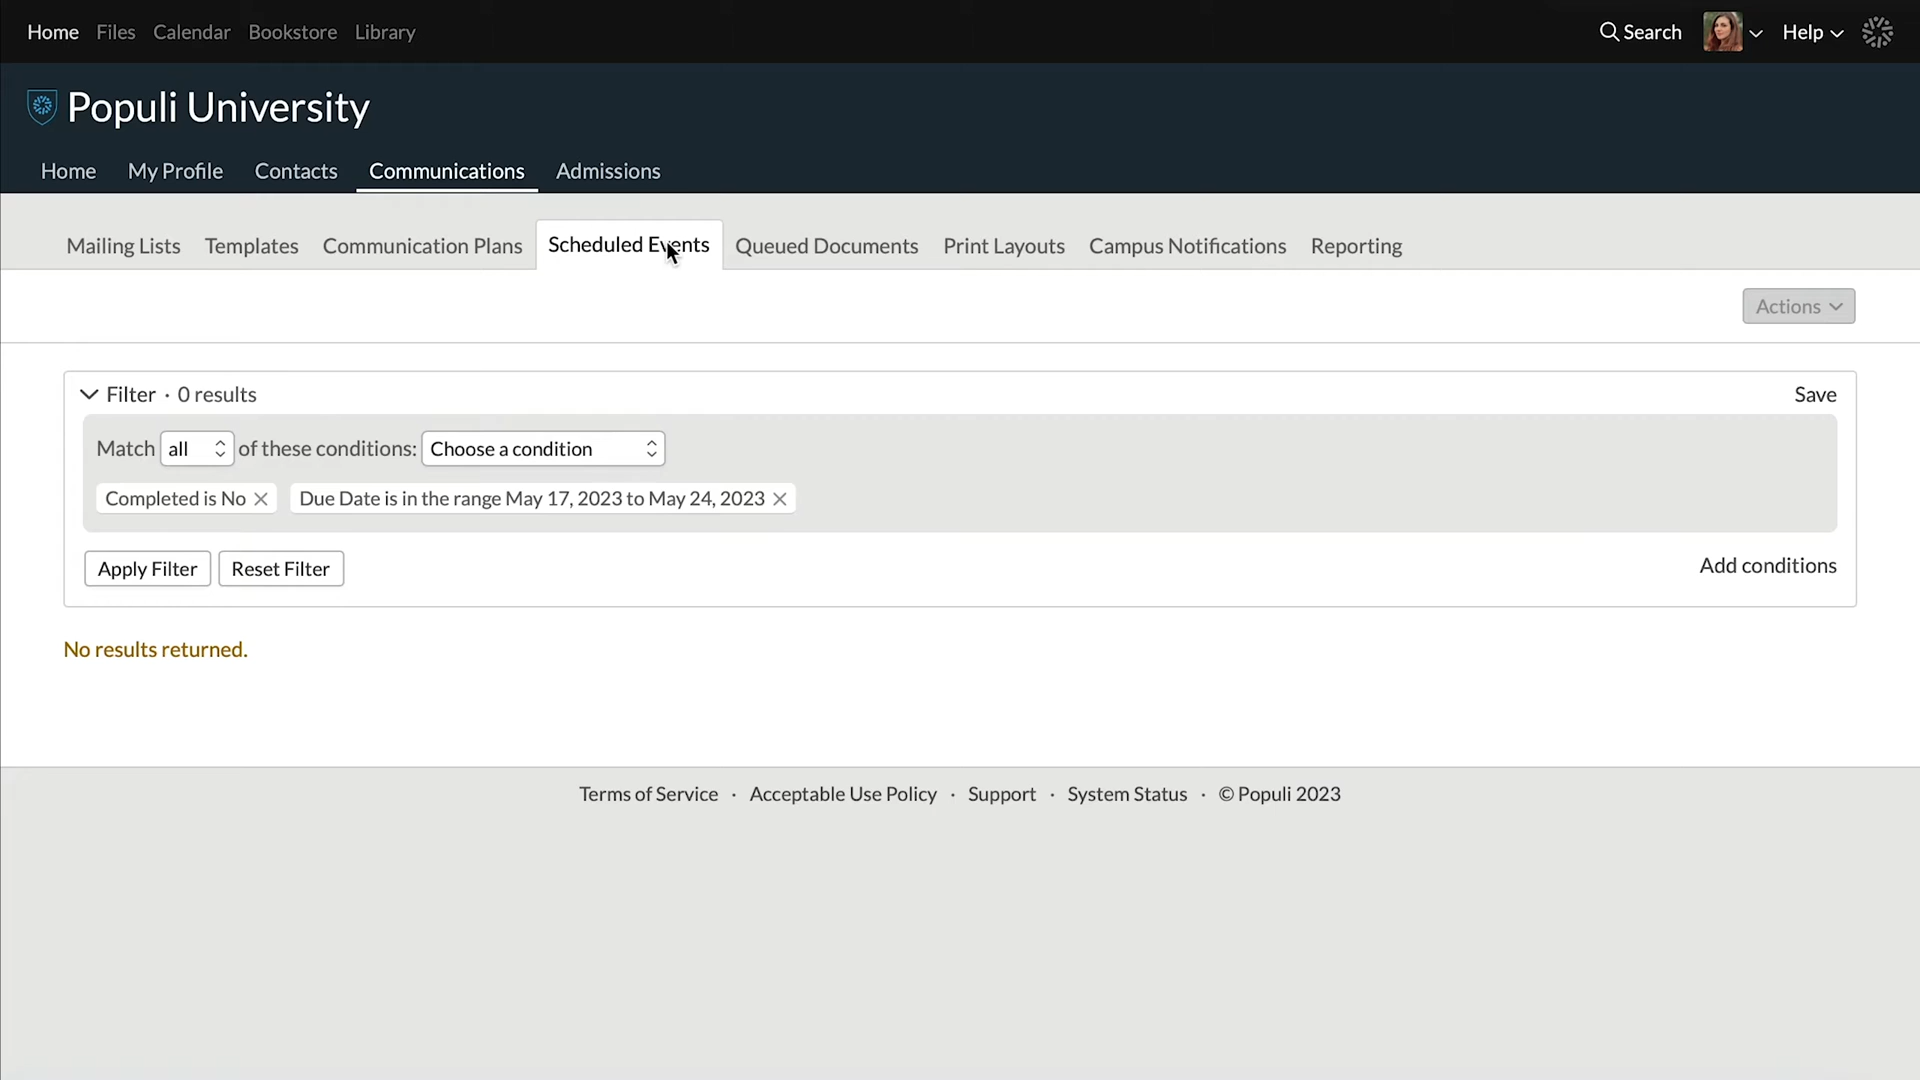 Home Files Calendar Bookstore Library Search Help
Populi University
Home My Profile Contacts Communications Admissions
Mailing Lists Templates Communication Plans Scheduled Events Queued Documents Print Layouts Campus Notifications Reporting
Actions
Filter · 0 results Save
Match all of these conditions: Choose a condition
Completed is No Due Date is in the range May 17, 2023 to May 24, 2023
Apply Filter Reset Filter Add conditions
No results returned.
Terms of Service · Acceptable Use Policy · Support · System Status · © Populi 2023